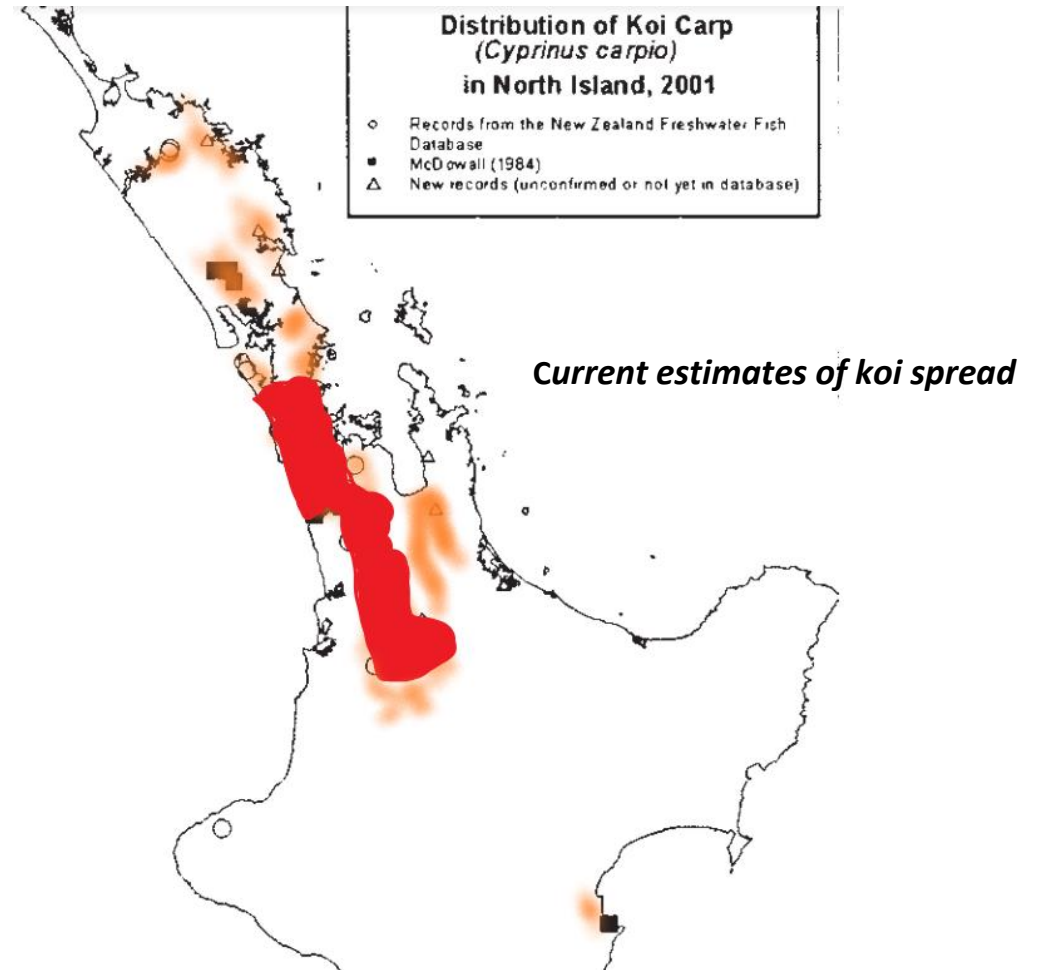 Distribution of Koi Carp
(Cyprinus carpio)
in North Island, 2001
Records from the New Zealand Freshwater Fish
Database
McDowall (1984)
New records (unconfirmed or not yet in database)
Current estimates of koi spread